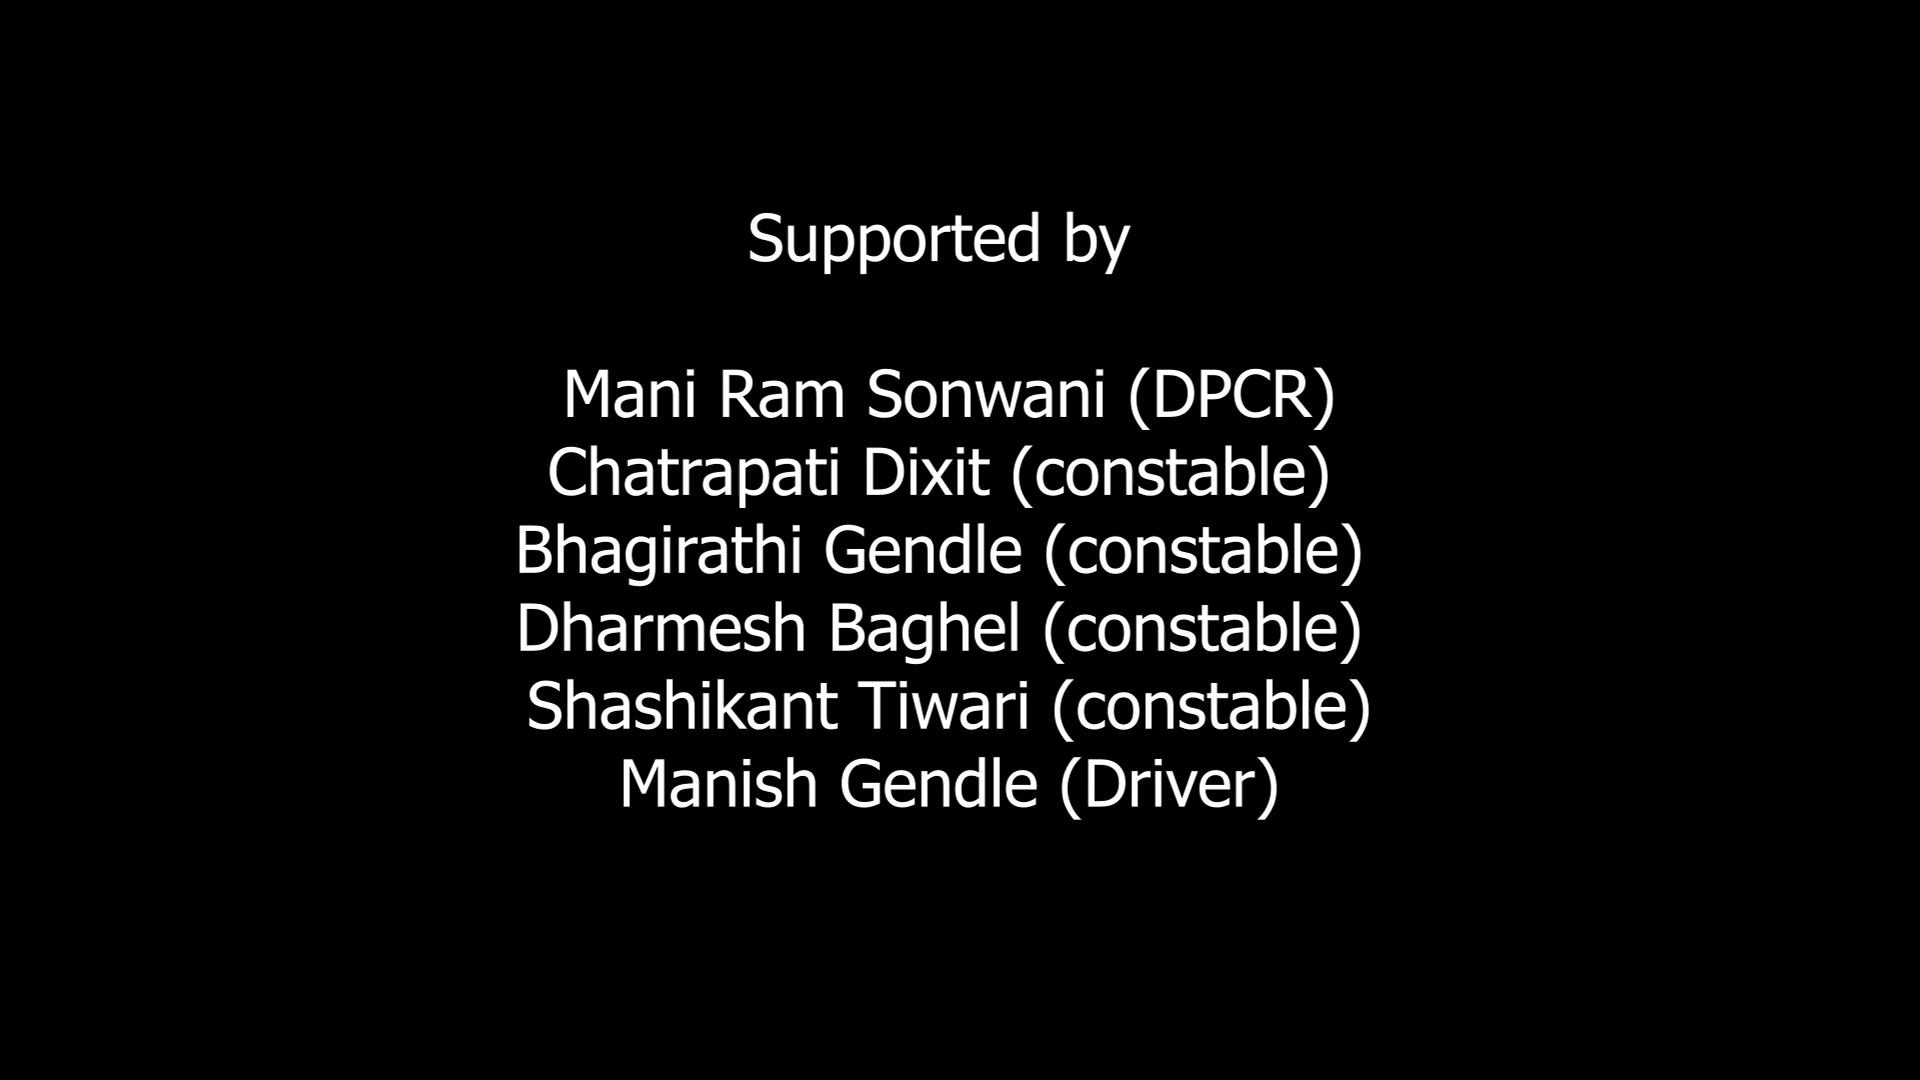 Supported by
Mani Ram Sonwani (DPCR)
Chatrapati Dixit (constable)
Bhagirathi Gendle (constable)
Dharmesh Baghel (constable)
Shashikant Tiwari (constable)
Manish Gendle (Driver)